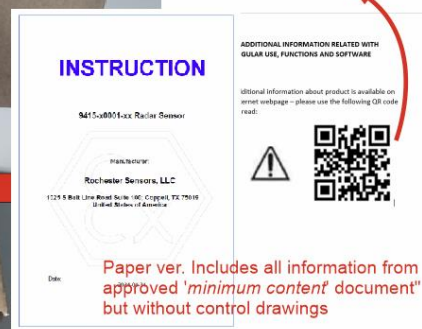 INSTRUCTION
9415-x0001-xx Radar Sensor
Manufacturer:
Rochester Sensors, LLC
1025 S Belt Line Road Suite 100; Coppell, TX 75019
United States of America
Date:
ADDITIONAL INFORMATION RELATED WITH
GULAR USE, FUNCTIONS AND SOFTWARE
ditional information about product is available on
ernet webpage – please use the following QR code
read:
Paper ver. Includes all information from
approved 'minimum content' document"
but without control drawings